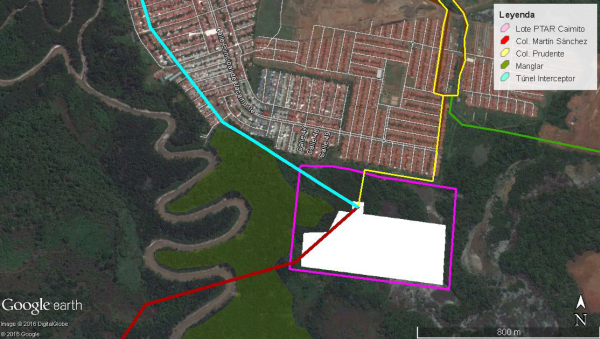 Leyenda
Lote PTAR Caimito
Col. Martín Sánchez
Col. Prudente
Manglar
Túnel Interceptor
Google earth
Image © 2016 DigitalGlobe
© 2016 Google
N
800 m